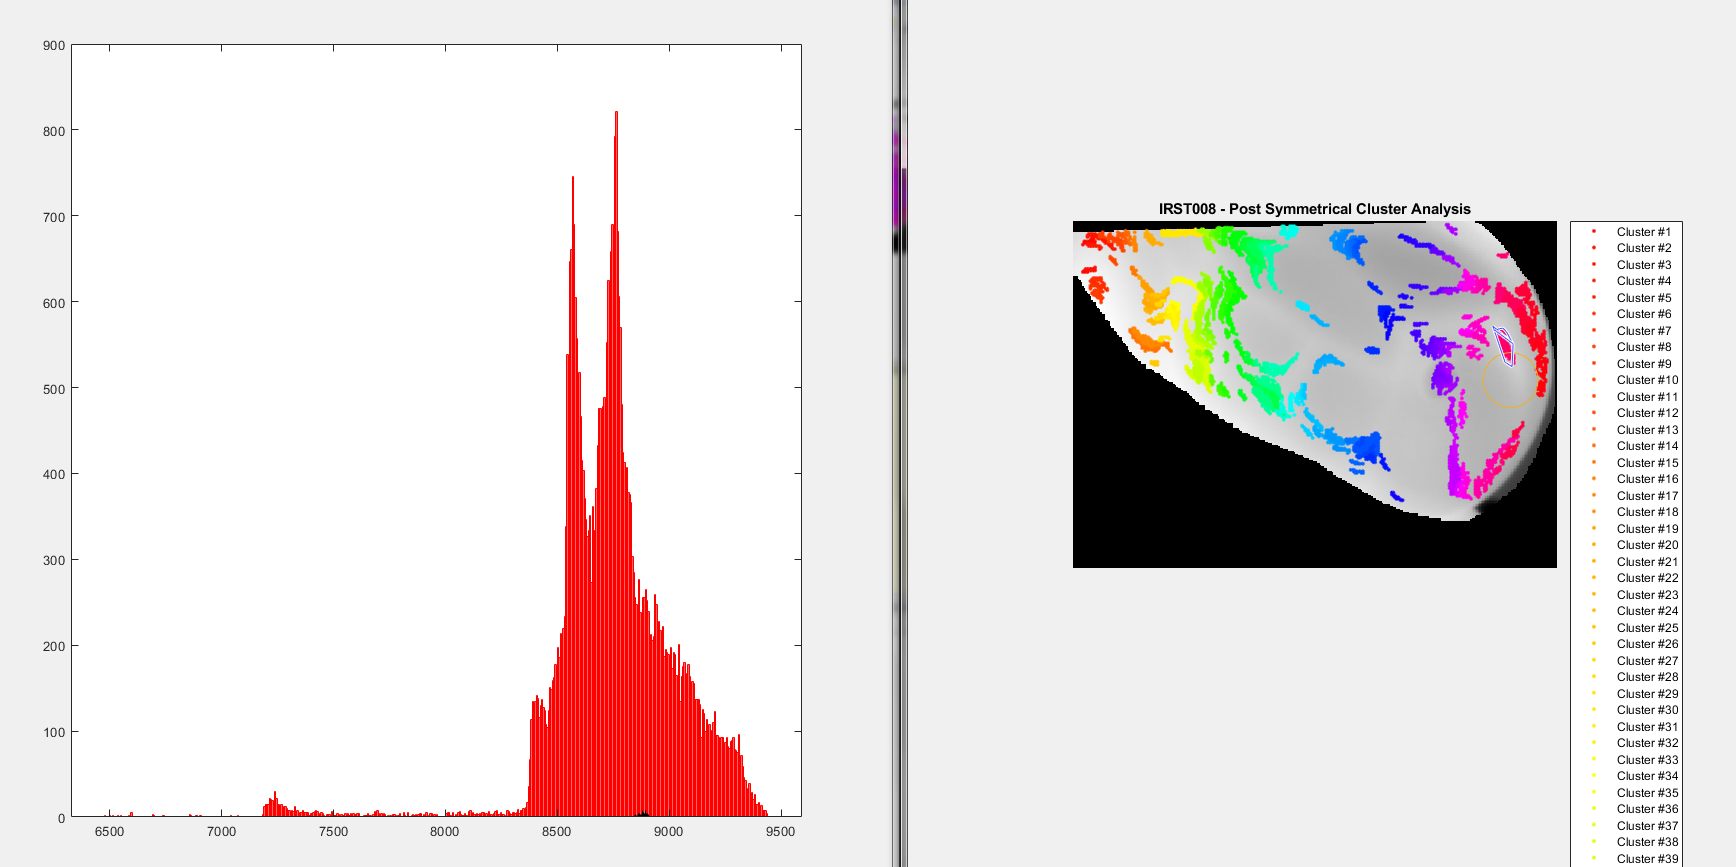 900
800
700
600
500
400
300
200
100
0
6500 7000 7500 8000 8500 9000 9500
IRST008 - Post Symmetrical Cluster Analysis
Cluster #1
Cluster #2
Cluster #3
Cluster #4
Cluster #5
Cluster #6
Cluster #7
Cluster #8
Cluster #9
Cluster #10
Cluster #11
Cluster #12
Cluster #13
Cluster #14
Cluster #15
Cluster #16
Cluster #17
Cluster #18
Cluster #19
Cluster #20
Cluster #21
Cluster #22
Cluster #23
Cluster #24
Cluster #25
Cluster #26
Cluster #27
Cluster #28
Cluster #29
Cluster #30
Cluster #31
Cluster #32
Cluster #33
Cluster #34
Cluster #35
Cluster #36
Cluster #37
Cluster #38
Cluster #39